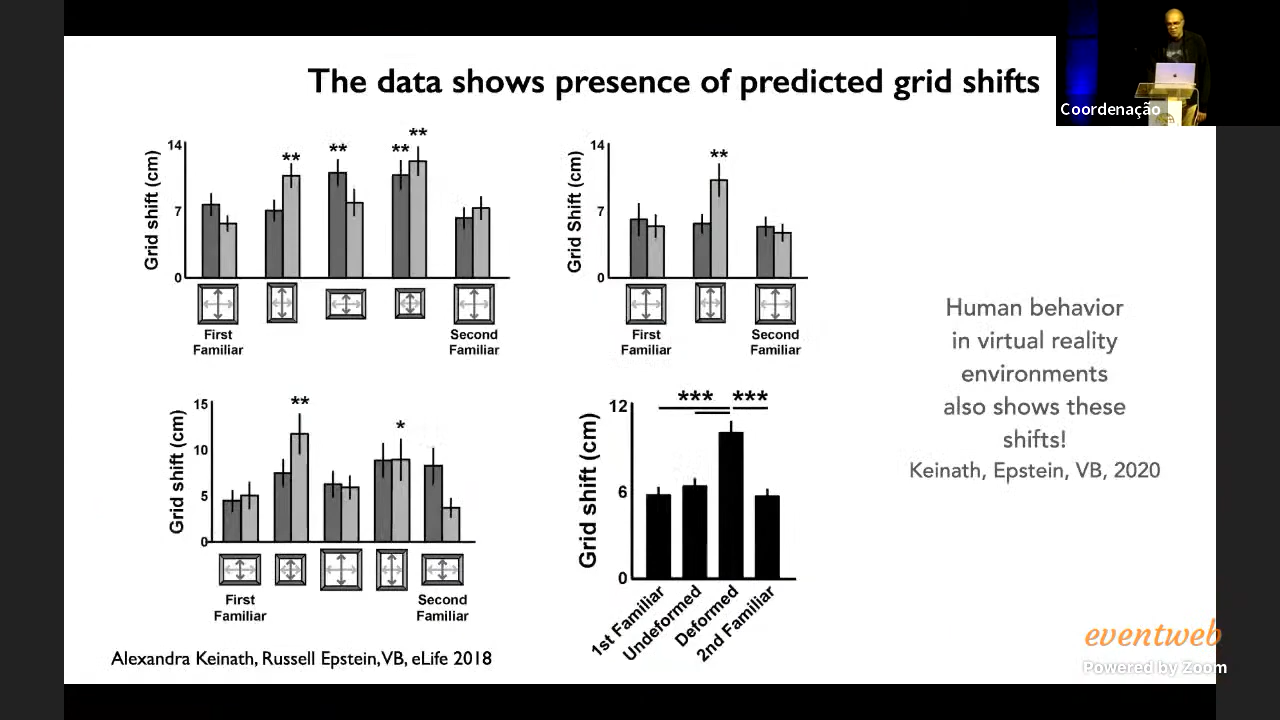 The data shows presence of predicted grid shifts
Coordenação
Grid shift (cm)
14
7
0
** ** ** **
First
Familiar
Second
Familiar
Grid Shift (cm)
14
7
0
**
First
Familiar
Second
Familiar
Human behavior
in virtual reality
environments
also shows these
shifts!
Keinath, Epstein, VB, 2020
Grid shift (cm)
15
10
5
0
** *
First
Familiar
Second
Familiar
Grid shift (cm)
12
6
0
*** ***
1st Familiar
Undeformed
Deformed
2nd Familiar
Alexandra Keinath, Russell Epstein,VB, eLife 2018
eventweb
Powered by Zoom